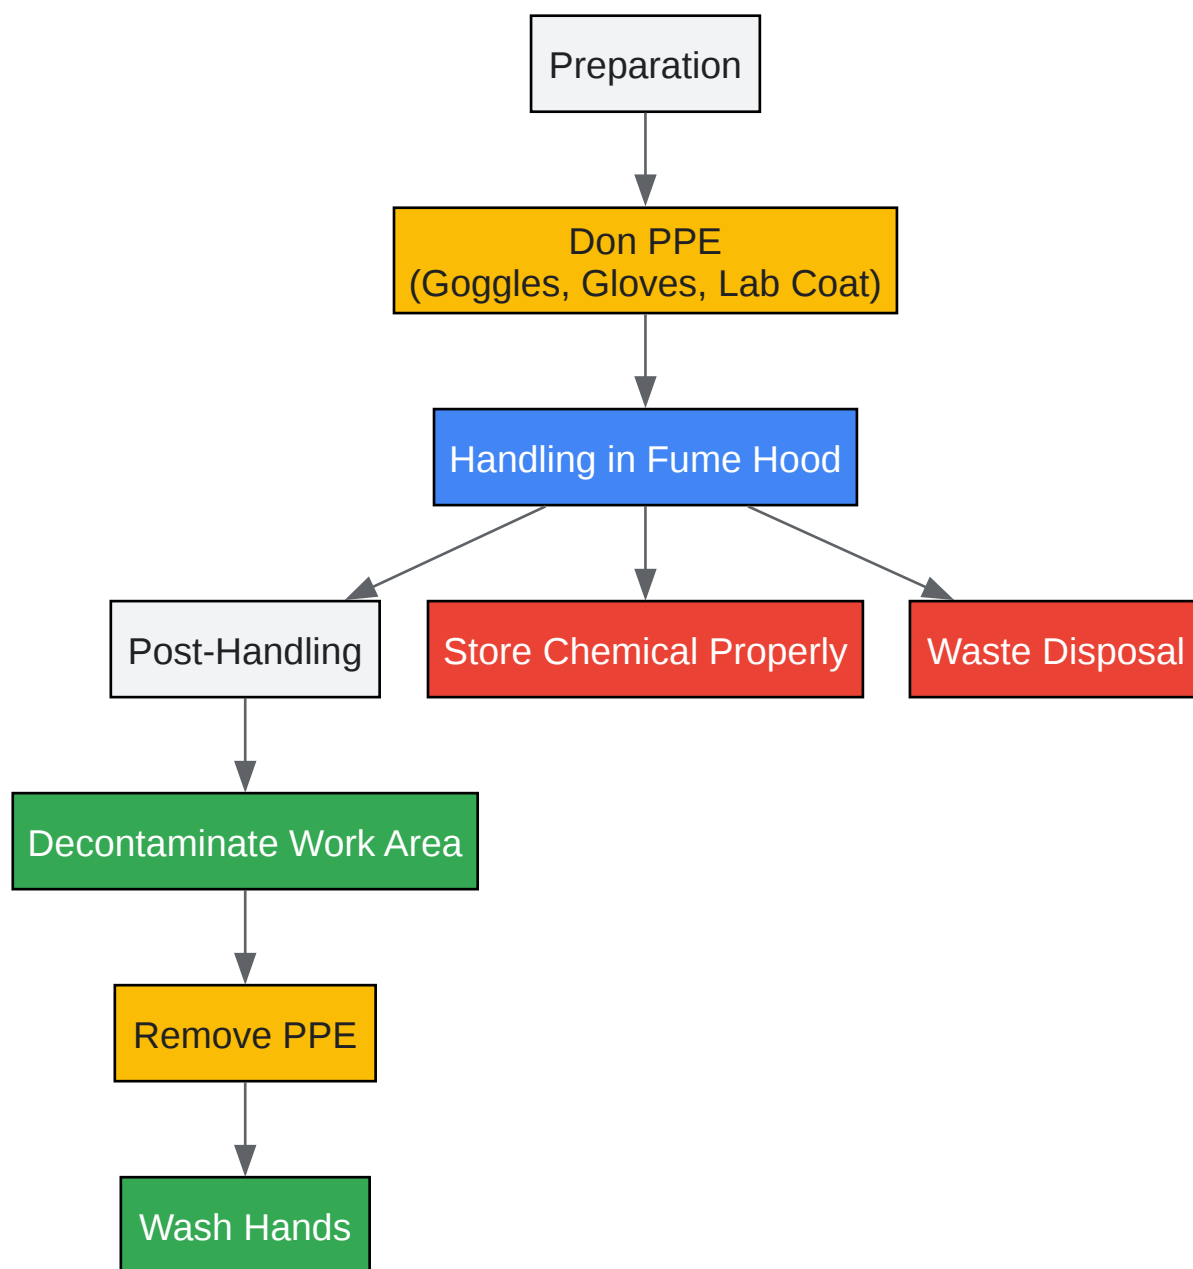 Preparation
Don PPE
(Goggles, Gloves, Lab Coat)
Handling in Fume Hood
Post-Handling
Store Chemical Properly
Waste Disposal
Decontaminate Work Area
Remove PPE
Wash Hands